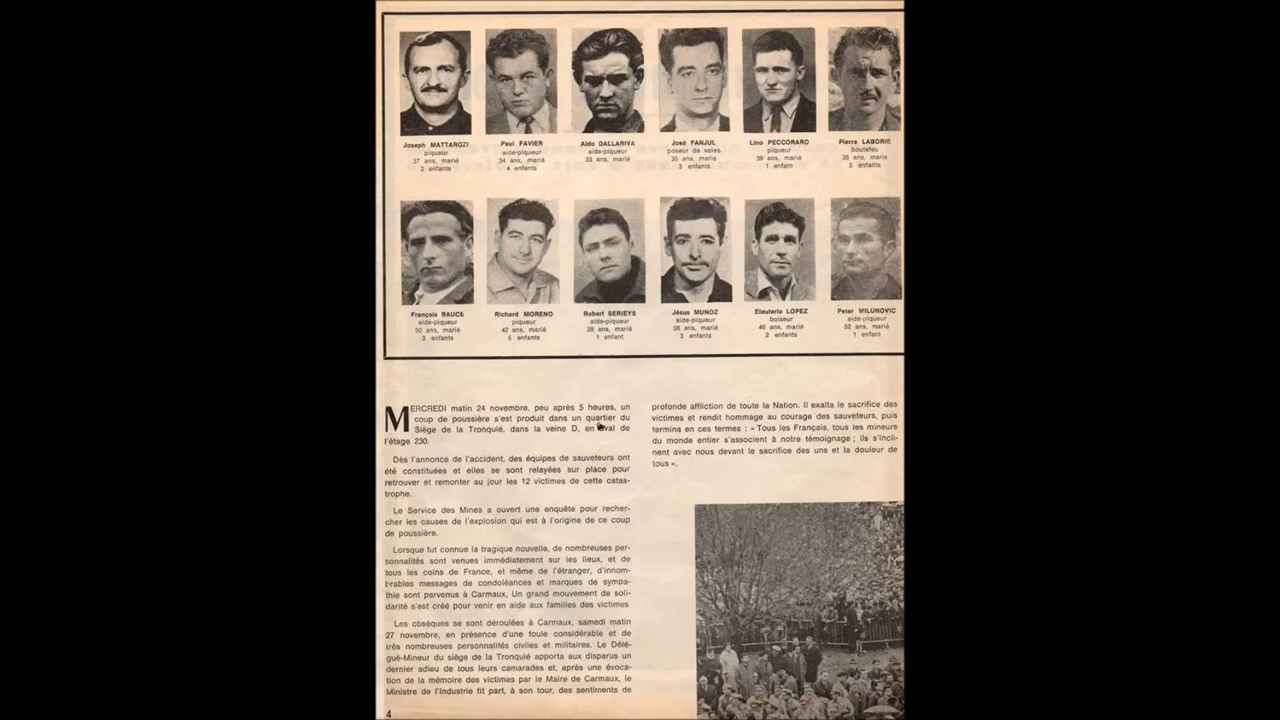 Joseph MATTAROZI
piqueur
37 ans, marié
2 enfants
Paul FAVIER
aide-piqueur
34 ans, marié
4 enfants
Aldo DALLARIVA
aide-piqueur
33 ans, marié
José FANJUL
poseur de voies
35 ans, marié
3 enfants
Lino PECCORARO
piqueur
39 ans, marié
1 enfant
Pierre LABORIE
boutefeu
35 ans, marié
2 enfants
François BAUCE
aide-piqueur
50 ans, marié
3 enfants
Richard MORENO
piqueur
42 ans, marié
5 enfants
Robert SERIEYS
aide-piqueur
28 ans, marié
1 enfant
Jésus MUNOZ
aide-piqueur
38 ans, marié
3 enfants
Eleuterio LOPEZ
boiseur
46 ans, marié
2 enfants
Peter MILUNOVIC
aide-piqueur
52 ans, marié
1 enfant
MERCREDI matin 24 novembre, peu après 5 heures, un
coup de poussière s'est produit dans un quartier du
Siège de la Tronquié, dans la veine D, en aval de
l'étage 230.
Dès l'annonce de l'accident, des équipes de sauveteurs ont
été constituées et elles se sont relayées sur place pour
retrouver et remonter au jour les 12 victimes de cette catas-
trophe.
Le Service des Mines a ouvert une enquête pour recher-
cher les causes de l'explosion qui est à l'origine de ce coup
de poussière.
Lorsque fut connue la tragique nouvelle, de nombreuses per-
sonnalités sont venues immédiatement sur les lieux, et de
tous les coins de France, et même de l'étranger, d'innom-
brables messages de condoléances et marques de sympa-
thie sont parvenus à Carmaux, Un grand mouvement de soli-
darité s'est créé pour venir en aide aux familles des victimes
Les obsèques se sont déroulées à Carmaux, samedi matin
27 novembre, en présence d'une foule considérable et de
très nombreuses personnalités civiles et militaires. Le Délé-
gué-Mineur du siège de la Tronquié apporta aux disparus un
dernier adieu de tous leurs camarades et, après une évoca-
tion de la mémoire des victimes par le Maire de Carmaux, le
Ministre de l'Industrie fit part, à son tour, des sentiments de
4
profonde affliction de toute la Nation. Il exalta le sacrifice des
victimes et rendit hommage au courage des sauveteurs, puis
termina en ces termes : « Tous les Français, tous les mineurs
du monde entier s'associent à notre témoignage ; ils s'incli-
nent avec nous devant le sacrifice des uns et la douleur de
tous ».